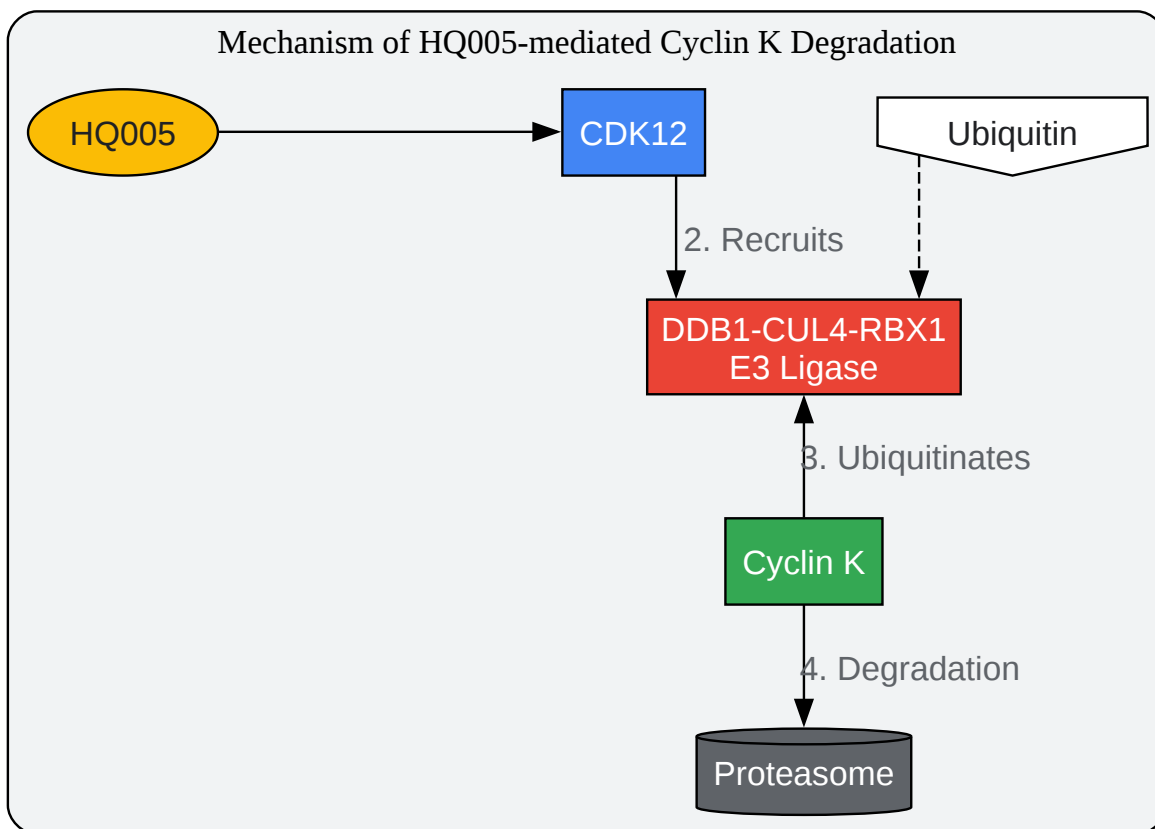 Mechanism of HQ005-mediated Cyclin K Degradation
HQ005
CDK12
Ubiquitin
2. Recruits
DDB1-CUL4-RBX1
E3 Ligase
3. Ubiquitinates
Cyclin K
4. Degradation
Proteasome